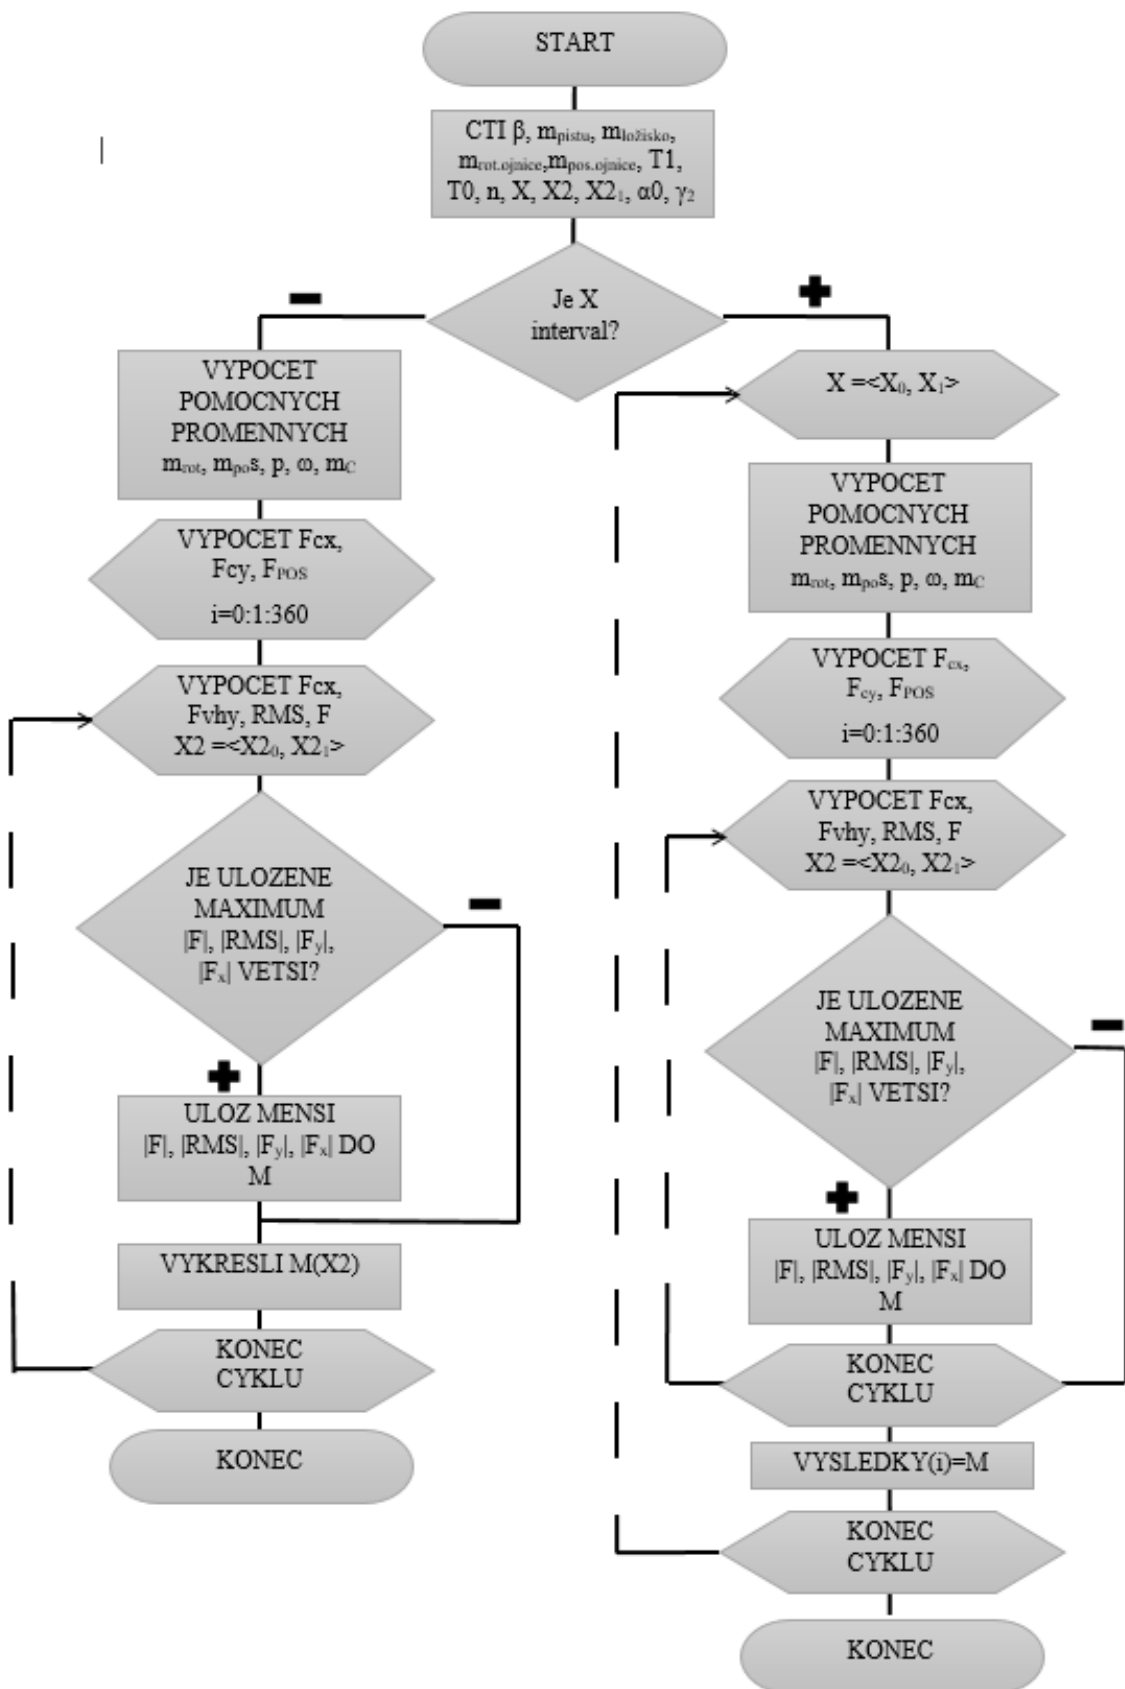 START
CTI β, mpistu, mložisko,
mrot.ojnice,mpos.ojnice, T1,
T0, n, X, X2, X2₁, α0, γ₂
Je X
interval?
VYPOCET
POMOCNYCH
PROMENNYCH
mrot, mpos, p, ω, mC
VYPOCET Fcx,
Fcy, FPOS
i=0:1:360
VYPOCET Fcx,
Fvhy, RMS, F
X2 =<X2₀, X2₁>
JE ULOZENE
MAXIMUM
|F|, |RMS|, |Fy|,
|Fx| VETSI?
ULOZ MENSI
|F|, |RMS|, |Fy|, |Fx| DO
M
VYKRESLI M(X2)
KONEC
CYKLU
KONEC
X =<X₀, X₁>
VYPOCET
POMOCNYCH
PROMENNYCH
mrot, mpos, p, ω, mC
VYPOCET Fcx,
Fcy, FPOS
i=0:1:360
VYPOCET Fcx,
Fvhy, RMS, F
X2 =<X2₀, X2₁>
JE ULOZENE
MAXIMUM
|F|, |RMS|, |Fy|,
|Fx| VETSI?
ULOZ MENSI
|F|, |RMS|, |Fy|, |Fx| DO
M
KONEC
CYKLU
VYSLEDKY(i)=M
KONEC
CYKLU
KONEC